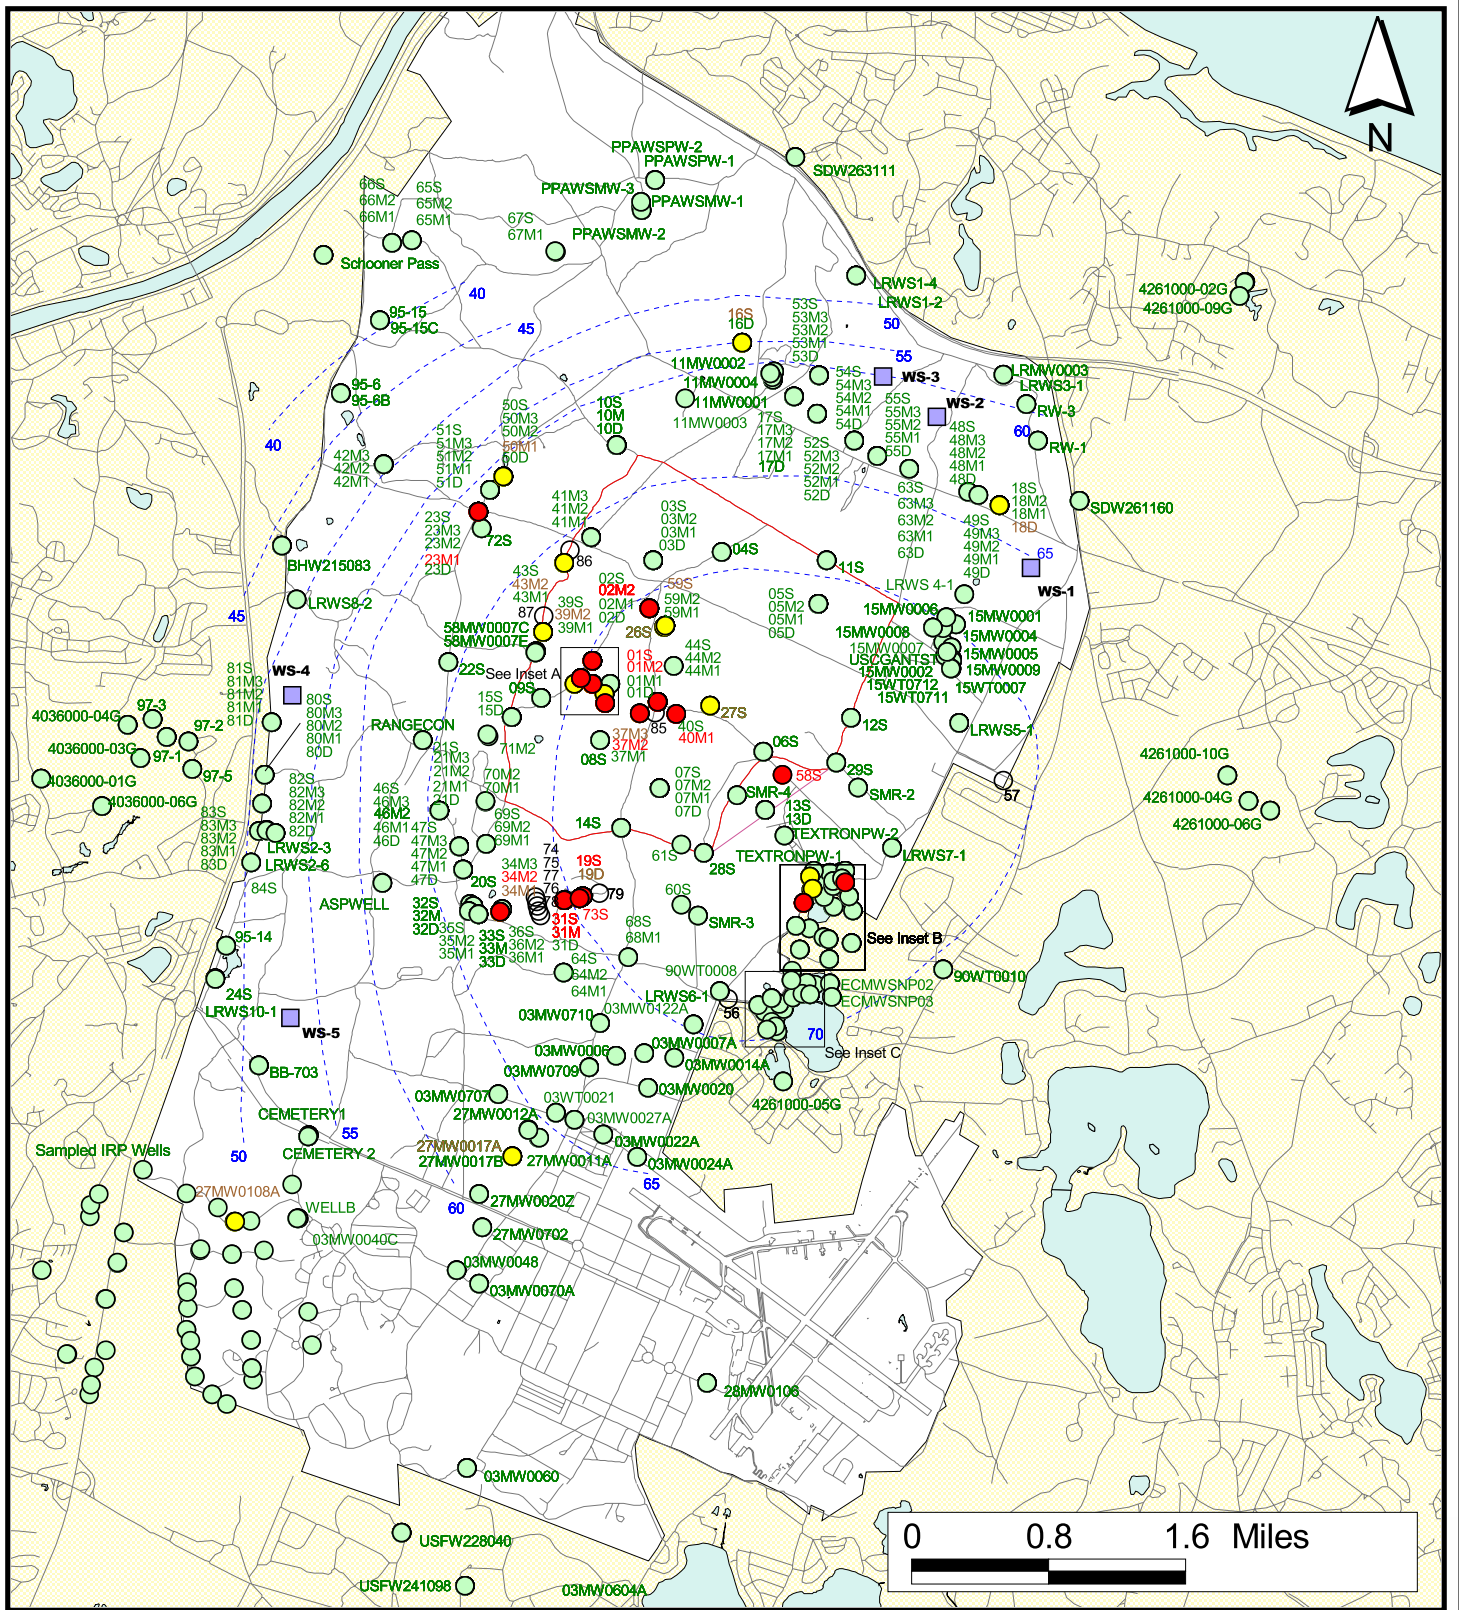 N
PPAWSPW-2
PPAWSPW-1
SDW263111
PPAWSMW-3
PPAWSMW-1
PPAWSMW-2
66S
66M2
66M1
65S
65M2
65M1
67S
67M1
Schooner Pass
LRWS1-4
LRWS1-2
4261000-02G
4261000-09G
40
45
50
55
95-15
95-15C
16S
16D
53S
53M3
53M2
53M1
53D
11MW0002
11MW0004
11MW0001
11MW0003
WS-3
LRMW0003
LRWS3-1
RW-3
60
RW-1
WS-2
95-6
95-6B
40
54S
54M3
54M2
54M1
54D
55S
55M3
55M2
55M1
55D
10S
10M
10D
50S
50M3
50M2
50M1
50D
51S
51M3
51M2
51M1
51D
42M3
42M2
42M1
17S
17M3
17M2
17M1
17D
52S
52M3
52M2
52M1
52D
48S
48M3
48M2
48M1
48D
18S
18M2
18M1
18D
SDW261160
63S
63M3
63M2
63M1
63D
49S
49M3
49M2
49M1
49D
65
WS-1
41M3
41M2
41M1
03S
03M2
03M1
03D
04S
11S
23S
23M3
23M2
23M1
23D
72S
86
BHW215083
LRWS8-2
45
43S
43M2
43M1
87
39S
39M2
39M1
02S
02M2
02M1
02D
59S
59M2
59M1
26S
05S
05M2
05M1
05D
LRWS 4-1
15MW0006
15MW0001
15MW0008
15MW0004
15MW0007
15MW0005
USCGANTST
15MW0002
15MW0009
15WT0712
15WT0007
15WT0711
58MW0007C
58MW0007E
22S
See Inset A
09S
01S
01M2
01M1
01D
44S
44M2
44M1
27S
12S
LRWS5-1
WS-4
81S
81M3
81M2
81M1
81D
80S
80M3
80M2
80M1
80D
4036000-04G
97-3
97-2
4036000-03G
97-1
97-5
4036000-01G
4036000-06G
RANGECON
15S
15D
71M2
85
40S
40M1
37M3
37M2
37M1
08S
06S
58S
29S
SMR-4
SMR-2
57
4261000-10G
4261000-04G
4261000-06G
21S
21M3
21M2
21M1
21D
70M2
70M1
07S
07M2
07M1
07D
13S
13D
82S
82M3
82M2
82M1
82D
83S
83M3
83M2
83M1
83D
LRWS2-3
LRWS2-6
84S
46S
46M3
46M2
46M1
46D
47S
47M3
47M2
47M1
47D
69S
69M2
69M1
14S
61S
28S
TEXTRONPW-2
TEXTRONPW-1
LRWS7-1
74
75
77
76
78
79
19S
19D
73S
34M3
34M2
34M1
20S
ASPWELL
32S
32M
32D
33S
33M
33D
31S
31M
31D
35S
35M2
35M1
36S
36M2
36M1
60S
SMR-3
68S
68M1
64S
64M2
64M1
See Inset B
95-14
24S
LRWS10-1
WS-5
90WT0008
90WT0010
LRWS6-1
56
ECMWSNP02
ECMWSNP03
70
See Inset C
03MW0122A
03MW0710
03MW0007A
03MW0006
03MW0014A
03MW0709
03MW0020
4261000-05G
BB-703
03MW0707
03WT0021
27MW0012A
03MW0027A
03MW0022A
CEMETERY1
CEMETERY 2
55
50
Sampled IRP Wells
27MW0017A
27MW0017B
27MW0011A
03MW0024A
65
27MW0108A
WELLB
03MW0040C
60
27MW0020Z
27MW0702
03MW0048
03MW0070A
28MW0106
03MW0060
USFW228040
USFW241098
03MW0604A
0 0.8 1.6 Miles